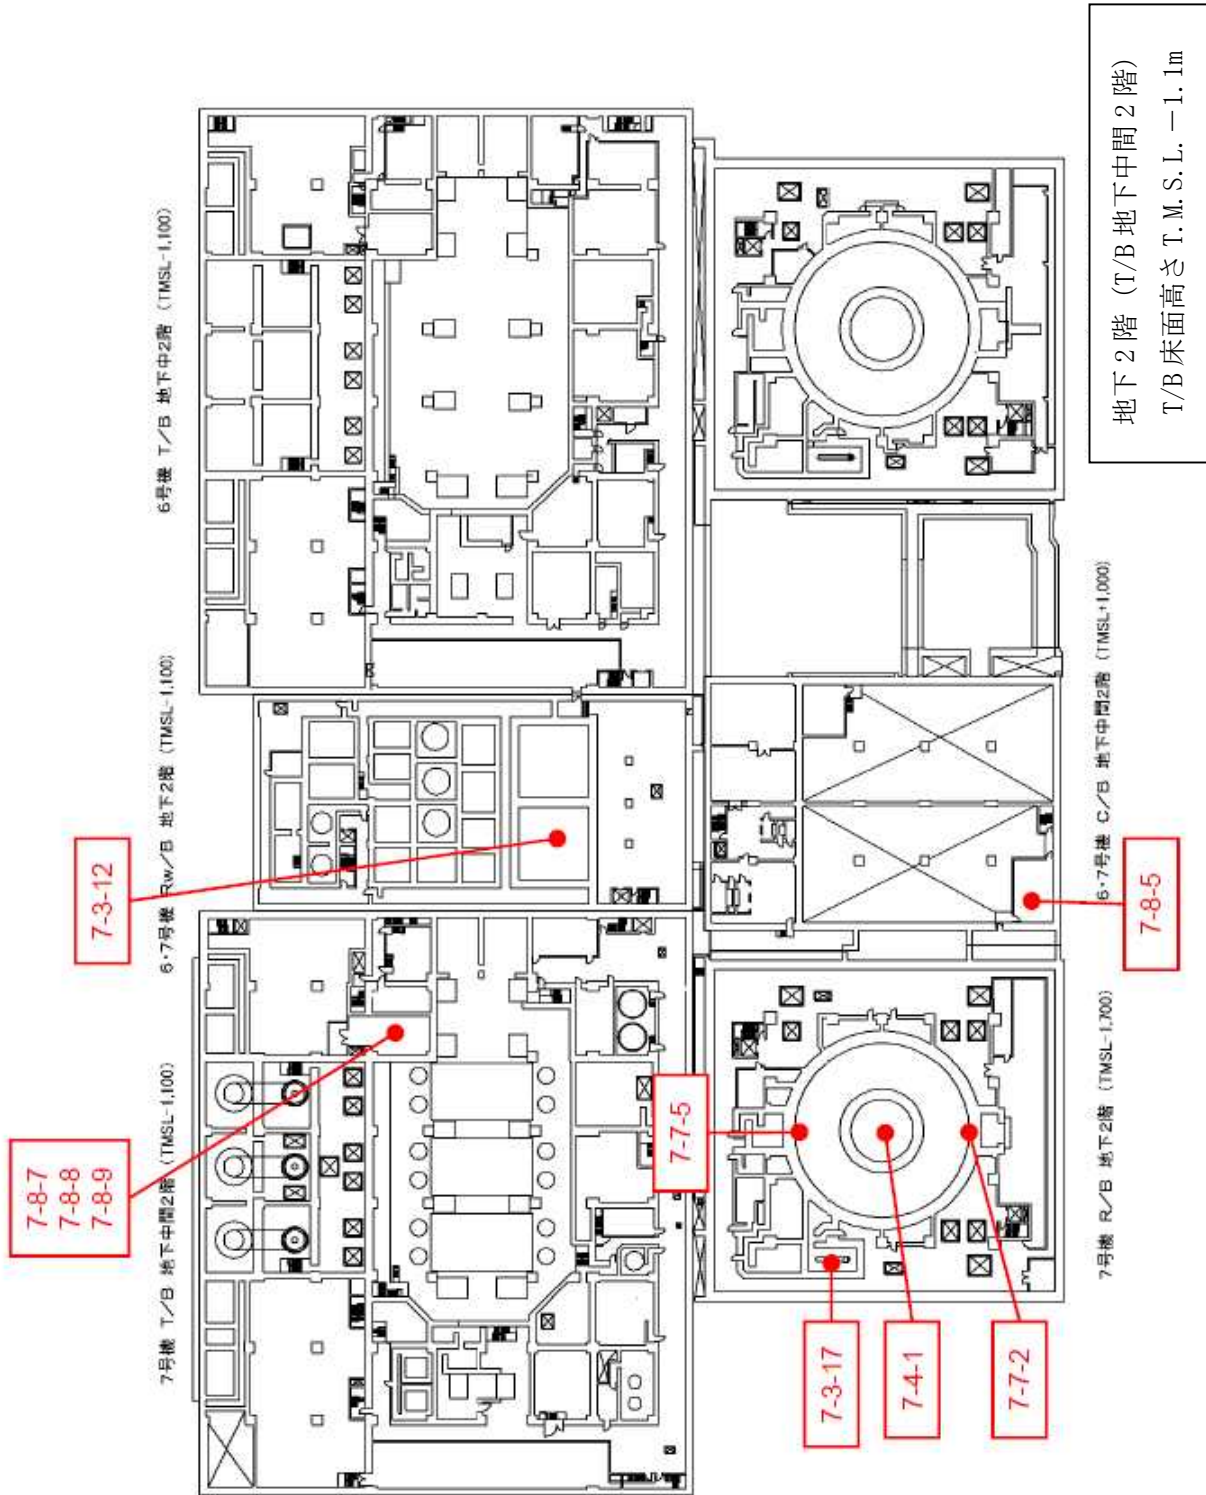 地下2階 (T/B 地下中間2階)
T/B 床面高さ T.M.S.L. −1.1m
7号機 T/B 地下中間2階 (TMSL-1,100)
6・7号機 RW/B 地下2階 (TMSL-1,100)
6号機 T/B 地下中2階 (TMSL-1,100)
7号機 R/B 地下2階 (TMSL-1,700)
6・7号機 C/B 地下中間2階 (TMSL+1,000)
7-8-7
7-8-8
7-8-9
7-3-12
7-7-5
7-3-17
7-4-1
7-7-2
7-8-5